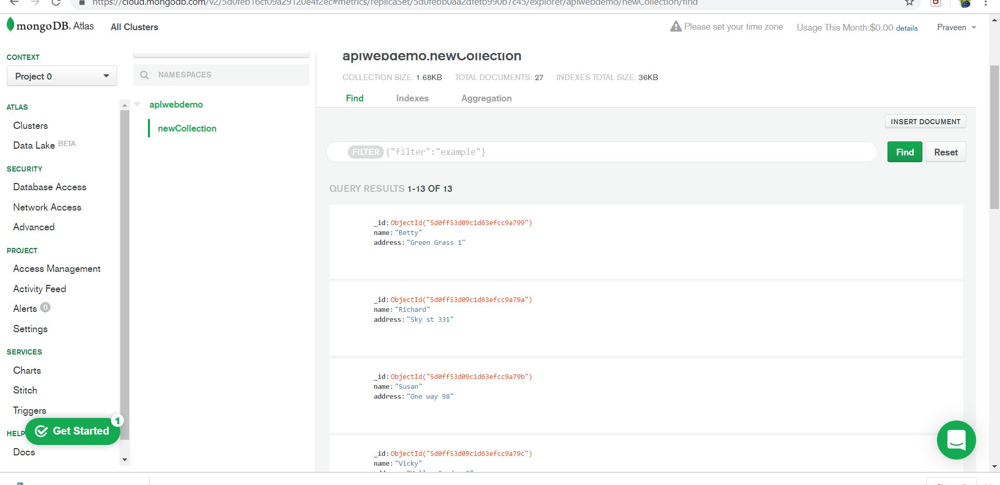 https://cloud.mongodb.com/v2/5d0feb16cf09a29120e4f2ec#metrics/replicaSet/5d0febb0aa2dfefb990b7c45/explorer/aplwebdemo/newCollection/find
mongoDB. Atlas
All Clusters
Please set your time zone
Usage This Month:$0.00 details
Praveen
CONTEXT
Project 0
ATLAS
Clusters
Data Lake BETA
SECURITY
Database Access
Network Access
Advanced
PROJECT
Access Management
Activity Feed
Alerts 0
Settings
SERVICES
Charts
Stitch
Triggers
HELP
Get Started 1
Docs
NAMESPACES
aplwebdemo
newCollection
aplwebdemo.newCollection
COLLECTION SIZE: 1.68KB TOTAL DOCUMENTS: 27 INDEXES TOTAL SIZE: 36KB
Find Indexes Aggregation
INSERT DOCUMENT
FILTER {"filter":"example"}
Find
Reset
QUERY RESULTS 1-13 OF 13
_id: ObjectId("5d0ff53d09c1d63efcc9a799")
name: "Betty"
address: "Green Grass 1"
_id: ObjectId("5d0ff53d09c1d63efcc9a79a")
name: "Richard"
address: "Sky st 331"
_id: ObjectId("5d0ff53d09c1d63efcc9a79b")
name: "Susan"
address: "One way 98"
_id: ObjectId("5d0ff53d09c1d63efcc9a79c")
name: "Vicky"